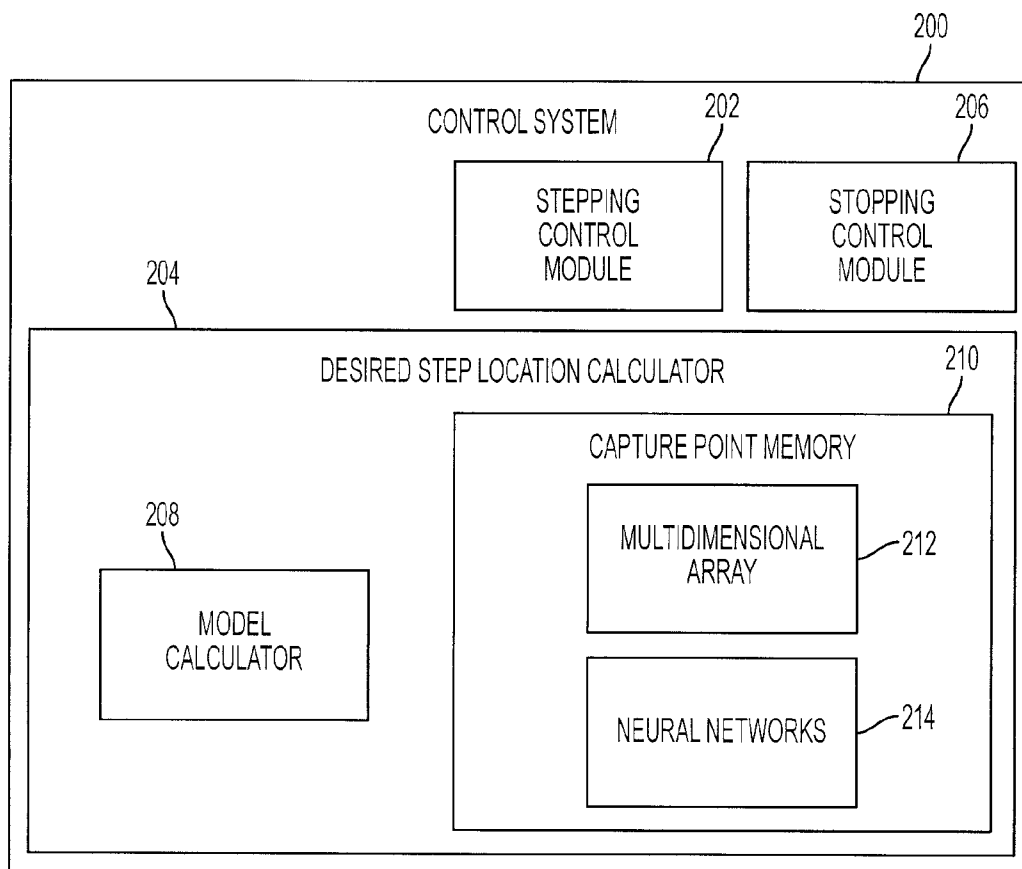 200
CONTROL SYSTEM
202
206
STEPPING
CONTROL
MODULE
STOPPING
CONTROL
MODULE
204
DESIRED STEP LOCATION CALCULATOR
210
CAPTURE POINT MEMORY
208
MULTIDIMENSIONAL
ARRAY
212
MODEL
CALCULATOR
NEURAL NETWORKS
214